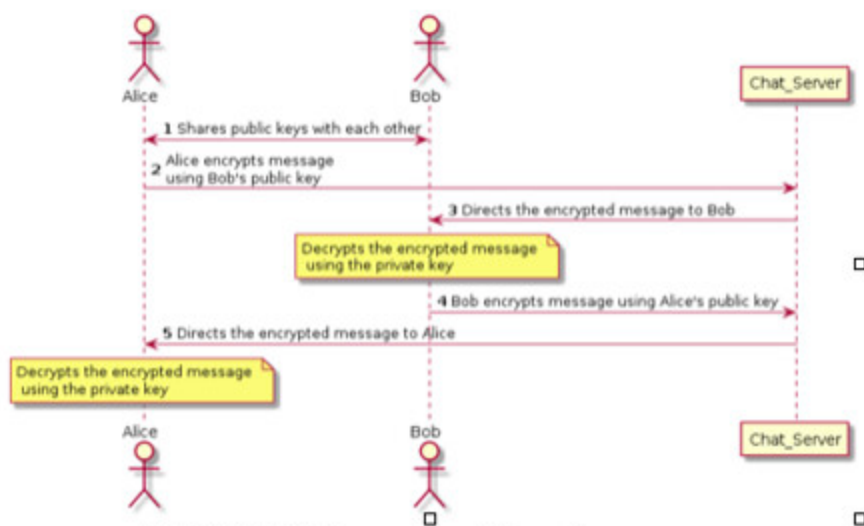 Alice
Bob
Chat_Server
1 Shares public keys with each other
2 Alice encrypts message
using Bob's public key
3 Directs the encrypted message to Bob
Decrypts the encrypted message
using the private key
4 Bob encrypts message using Alice's public key
5 Directs the encrypted message to Alice
Decrypts the encrypted message
using the private key
Alice
Bob
Chat_Server